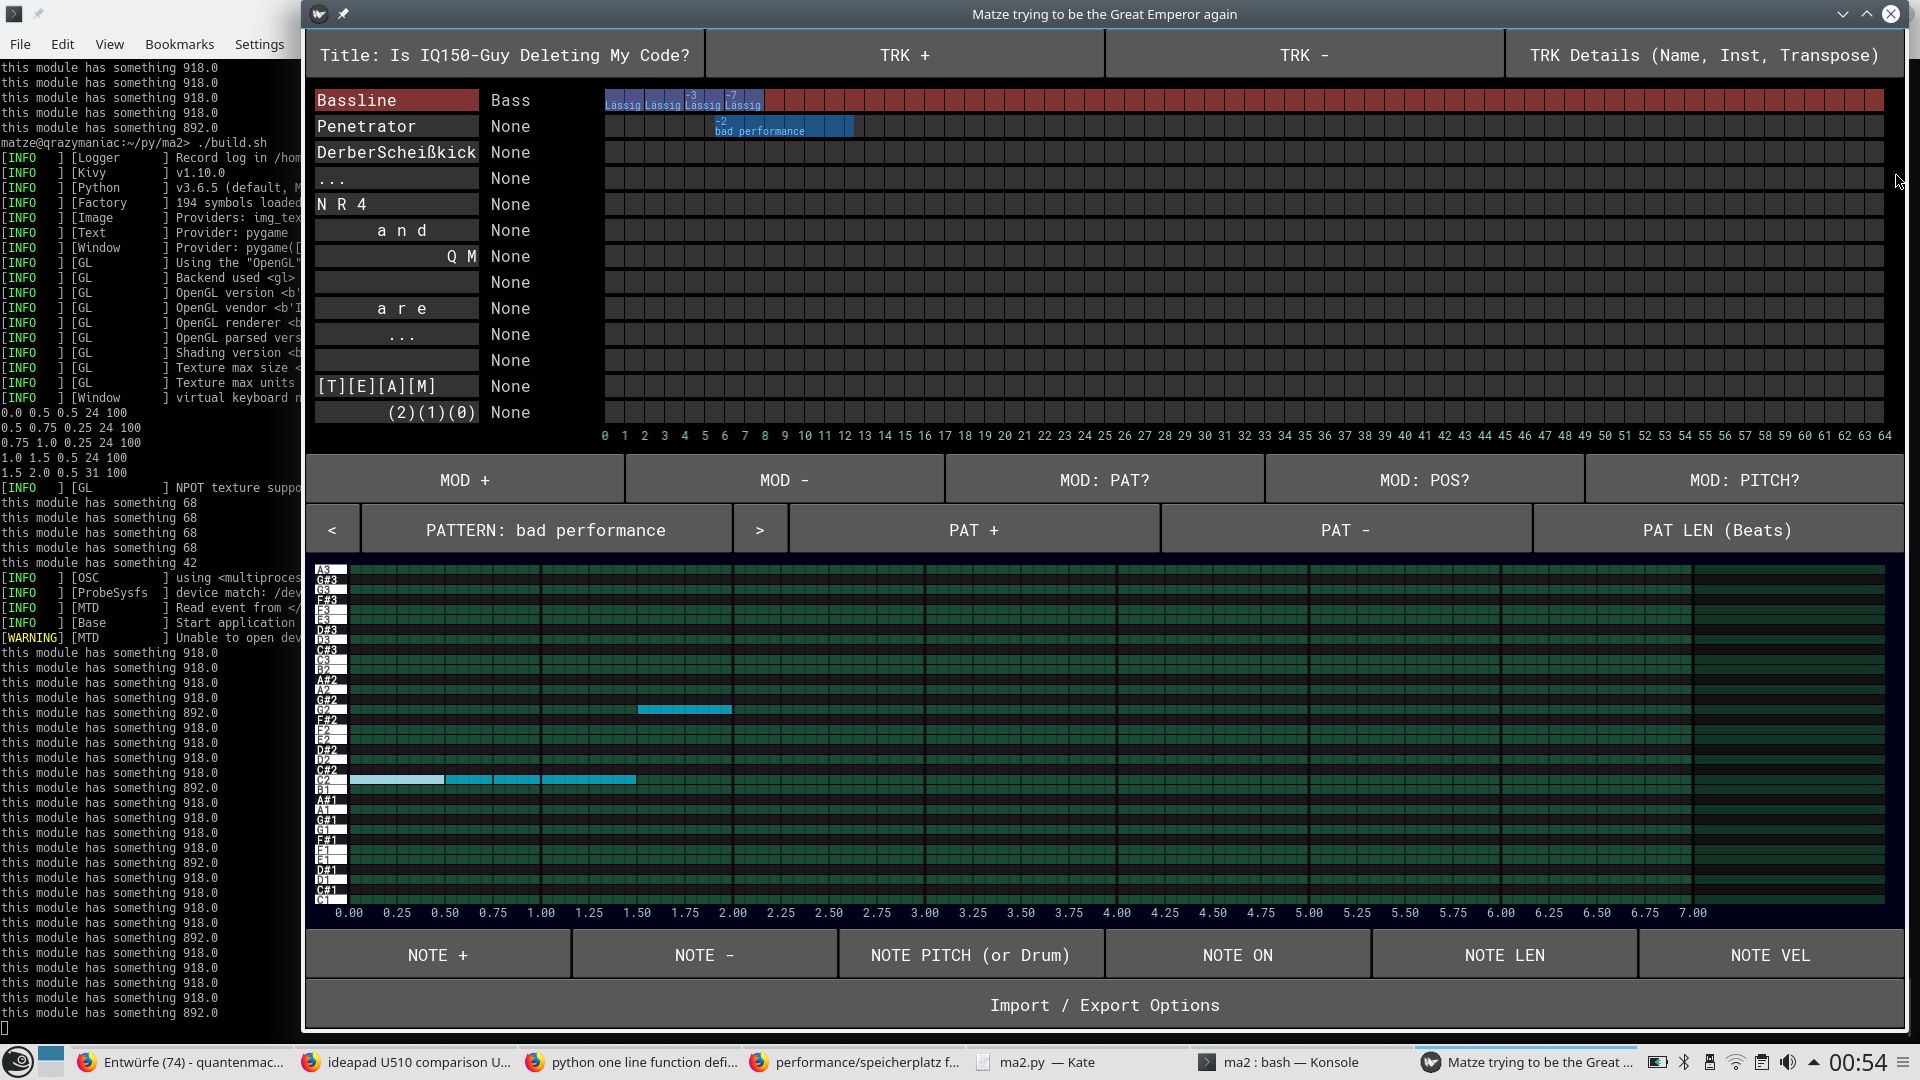 File Edit View Bookmarks Settings
this module has something 918.0
this module has something 918.0
this module has something 918.0
this module has something 918.0
this module has something 892.0
matze@qrazymaniac:~/py/ma2> ./build.sh
[INFO   ] [Logger      ] Record log in /hom
[INFO   ] [Kivy        ] v1.10.0
[INFO   ] [Python      ] v3.6.5 (default, M
[INFO   ] [Factory     ] 194 symbols loaded
[INFO   ] [Image       ] Providers: img_tex
[INFO   ] [Text        ] Provider: pygame
[INFO   ] [Window      ] Provider: pygame([
[INFO   ] [GL          ] Using the "OpenGL"
[INFO   ] [GL          ] Backend used <gl>
[INFO   ] [GL          ] OpenGL version <b'
[INFO   ] [GL          ] OpenGL vendor <b'I
[INFO   ] [GL          ] OpenGL renderer <b
[INFO   ] [GL          ] OpenGL parsed vers
[INFO   ] [GL          ] Shading version <b
[INFO   ] [GL          ] Texture max size <
[INFO   ] [GL          ] Texture max units
[INFO   ] [Window      ] virtual keyboard n
0.0 0.5 0.5 24 100
0.5 0.75 0.25 24 100
0.75 1.0 0.25 24 100
1.0 1.5 0.5 24 100
1.5 2.0 0.5 31 100
[INFO   ] [GL          ] NPOT texture suppo
this module has something 68
this module has something 68
this module has something 68
this module has something 68
this module has something 42
[INFO   ] [OSC         ] using <multiproces
[INFO   ] [ProbeSysfs  ] device match: /dev
[INFO   ] [MTD         ] Read event from </
[INFO   ] [Base        ] Start application
[WARNING] [MTD         ] Unable to open dev
this module has something 918.0
this module has something 918.0
this module has something 918.0
this module has something 918.0
this module has something 892.0
this module has something 918.0
this module has something 918.0
this module has something 918.0
this module has something 918.0
this module has something 892.0
this module has something 918.0
this module has something 918.0
this module has something 918.0
this module has something 918.0
this module has something 892.0
this module has something 918.0
this module has something 918.0
this module has something 918.0
this module has something 918.0
this module has something 892.0
this module has something 918.0
this module has something 918.0
this module has something 918.0
this module has something 918.0
this module has something 892.0
Matze trying to be the Great Emperor again
Title: Is IQ150-Guy Deleting My Code? TRK + TRK - TRK Details (Name, Inst, Transpose)
Bassline Bass
-3 -7
Lässig Lässig Lässig Lässig
Penetrator None
-2
bad performance
DerberScheißkick None
... None
N R 4 None
a n d None
Q M None
None
a r e None
... None
None
[T][E][A][M] None
(2)(1)(0) None
0 1 2 3 4 5 6 7 8 9 10 11 12 13 14 15 16 17 18 19 20 21 22 23 24 25 26 27 28 29 30 31 32 33 34 35 36 37 38 39 40 41 42 43 44 45 46 47 48 49 50 51 52 53 54 55 56 57 58 59 60 61 62 63 64
MOD + MOD - MOD: PAT? MOD: POS? MOD: PITCH?
< PATTERN: bad performance > PAT + PAT - PAT LEN (Beats)
A3
G#3
G3
F#3
F3
E3
D#3
D3
C#3
C3
B2
A#2
A2
G#2
G2
F#2
F2
E2
D#2
D2
C#2
C2
B1
A#1
A1
G#1
G1
F#1
F1
E1
D#1
D1
C#1
C1
0.00 0.25 0.50 0.75 1.00 1.25 1.50 1.75 2.00 2.25 2.50 2.75 3.00 3.25 3.50 3.75 4.00 4.25 4.50 4.75 5.00 5.25 5.50 5.75 6.00 6.25 6.50 6.75 7.00
NOTE + NOTE - NOTE PITCH (or Drum) NOTE ON NOTE LEN NOTE VEL
Import / Export Options
Entwürfe (74) - quantenmac... ideapad U510 comparison U... python one line function defi... performance/speicherplatz f... ma2.py — Kate ma2 : bash — Konsole Matze trying to be the Great ... 00:54